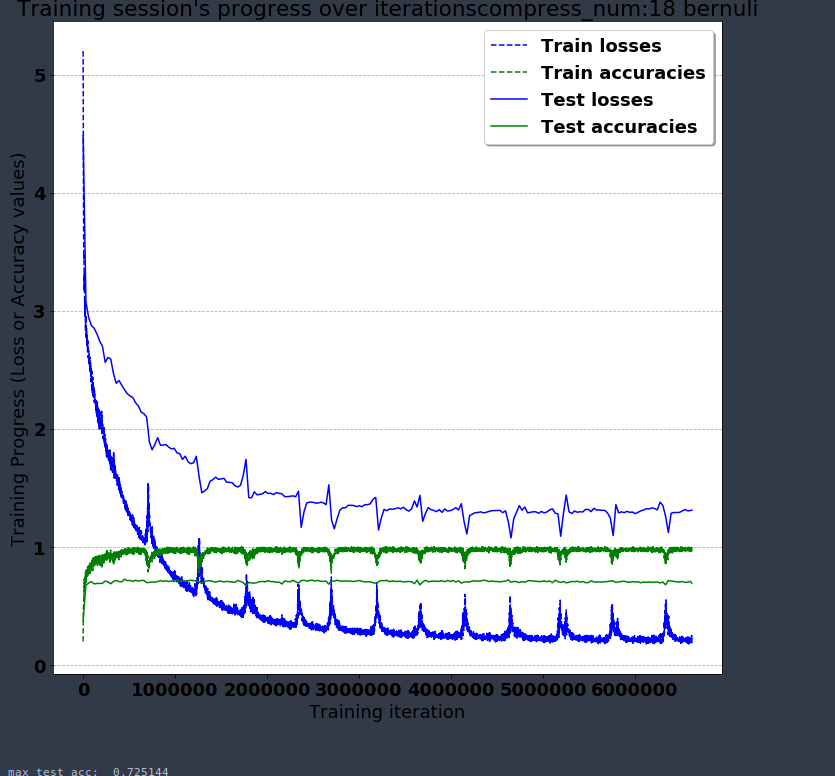 Training session's progress over iterationscompress_num:18 bernuli
Train losses
Train accuracies
Test losses
Test accuracies
Training Progress (Loss or Accuracy values)
5
4
3
2
1
0
0 1000000 2000000 3000000 4000000 5000000 6000000
Training iteration
max test acc: 0.725144